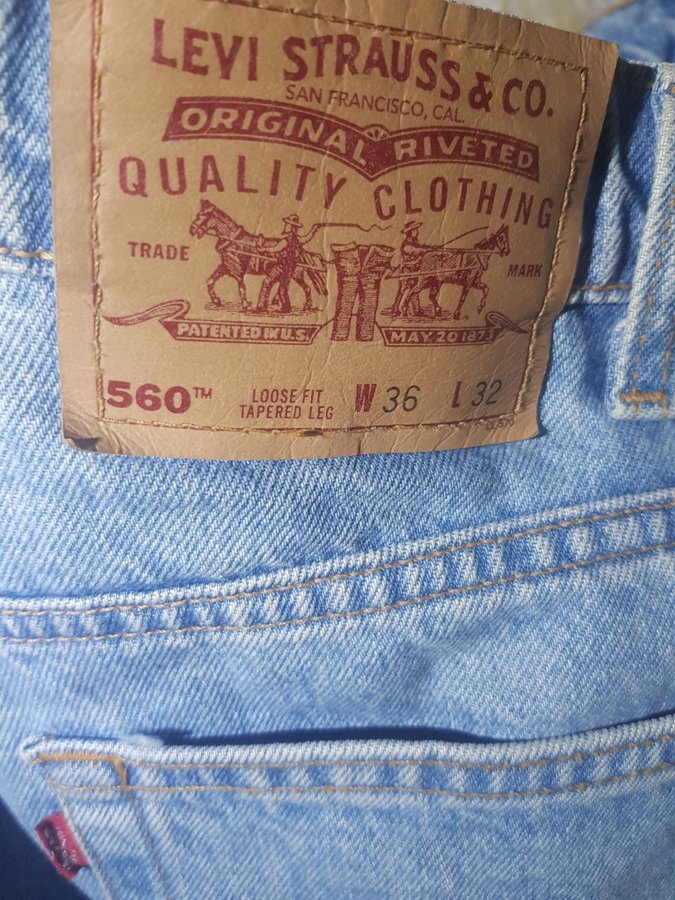 LEVI STRAUSS & CO.
SAN FRANCISCO, CAL.
ORIGINAL RIVETED
QUALITY CLOTHING
TRADE MARK
PATENTED IN U.S. MAY 20 1873
560™ LOOSE FIT TAPERED LEG W 36 L 32